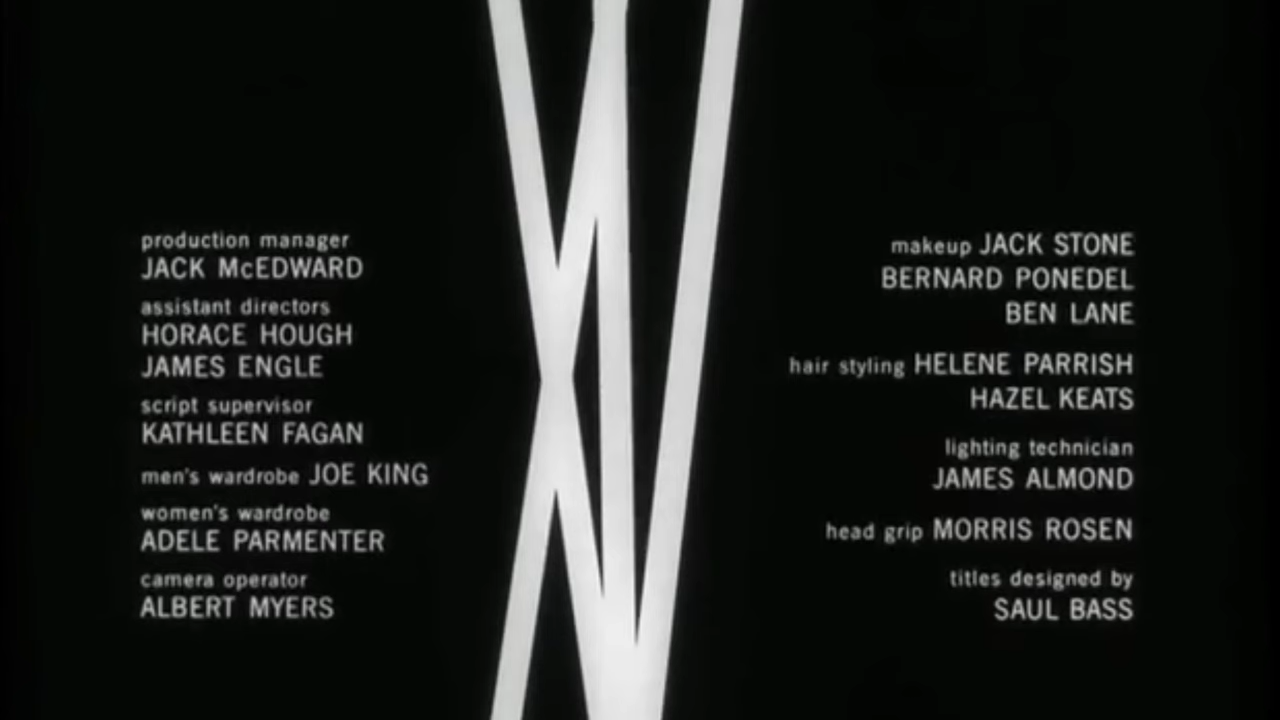 production manager
JACK McEDWARD
assistant directors
HORACE HOUGH
JAMES ENGLE
script supervisor
KATHLEEN FAGAN
men's wardrobe JOE KING
women's wardrobe
ADELE PARMENTER
camera operator
ALBERT MYERS
makeup JACK STONE
BERNARD PONEDEL
BEN LANE
hair styling HELENE PARRISH
HAZEL KEATS
lighting technician
JAMES ALMOND
head grip MORRIS ROSEN
titles designed by
SAUL BASS